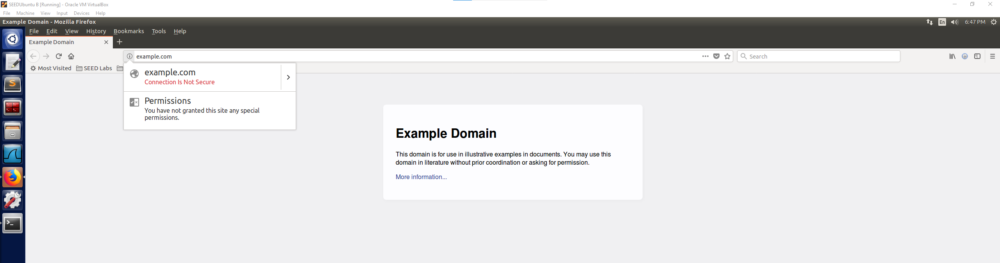 SEEDUbuntu B [Running] - Oracle VM VirtualBox
File Machine View Input Devices Help
Example Domain - Mozilla Firefox
En 6:47 PM
File Edit View History Bookmarks Tools Help
Example Domain
example.com
Search
Most Visited SEED Labs
example.com
Connection Is Not Secure
Permissions
You have not granted this site any special
permissions.
Example Domain
This domain is for use in illustrative examples in documents. You may use this
domain in literature without prior coordination or asking for permission.
More information...